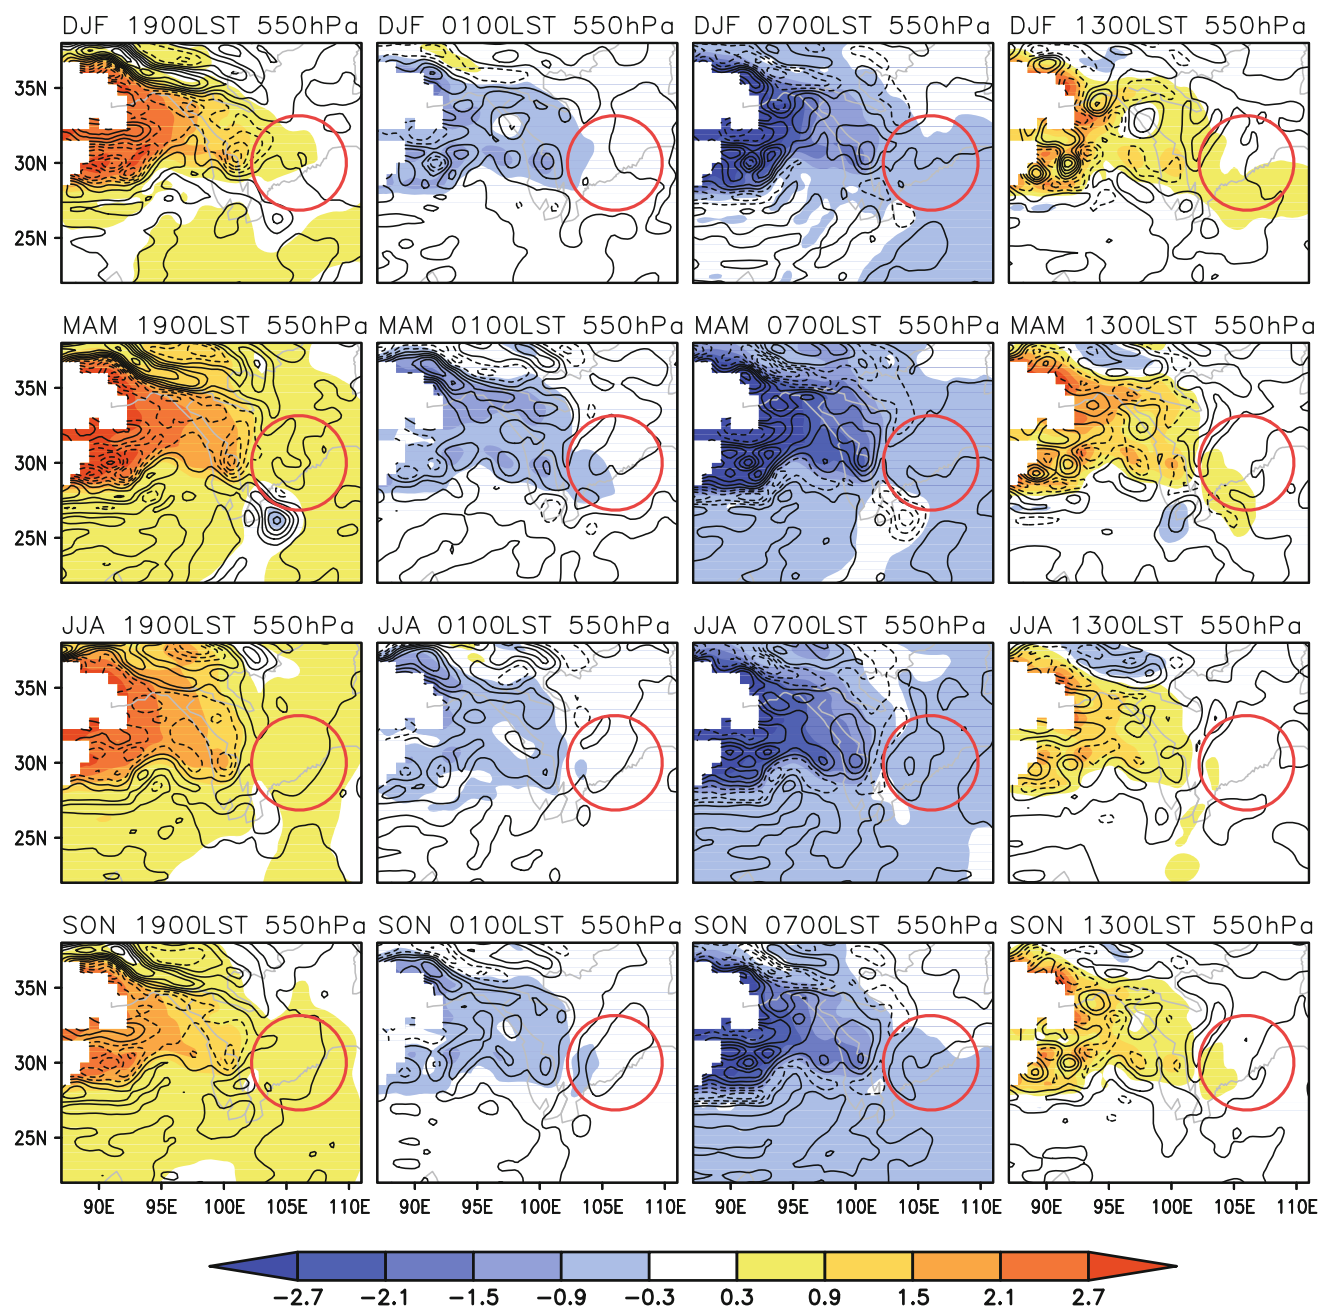 DJF 1900LST 550hPa DJF 0100LST 550hPa DJF 0700LST 550hPa DJF 1300LST 550hPa
35N
30N
25N
MAM 1900LST 550hPa MAM 0100LST 550hPa MAM 0700LST 550hPa MAM 1300LST 550hPa
35N
30N
25N
JJA 1900LST 550hPa JJA 0100LST 550hPa JJA 0700LST 550hPa JJA 1300LST 550hPa
35N
30N
25N
SON 1900LST 550hPa SON 0100LST 550hPa SON 0700LST 550hPa SON 1300LST 550hPa
35N
30N
25N
90E 95E 100E 105E 110E 90E 95E 100E 105E 110E 90E 95E 100E 105E 110E 90E 95E 100E 105E 110E
-2.7 -2.1 -1.5 -0.9 -0.3 0.3 0.9 1.5 2.1 2.7